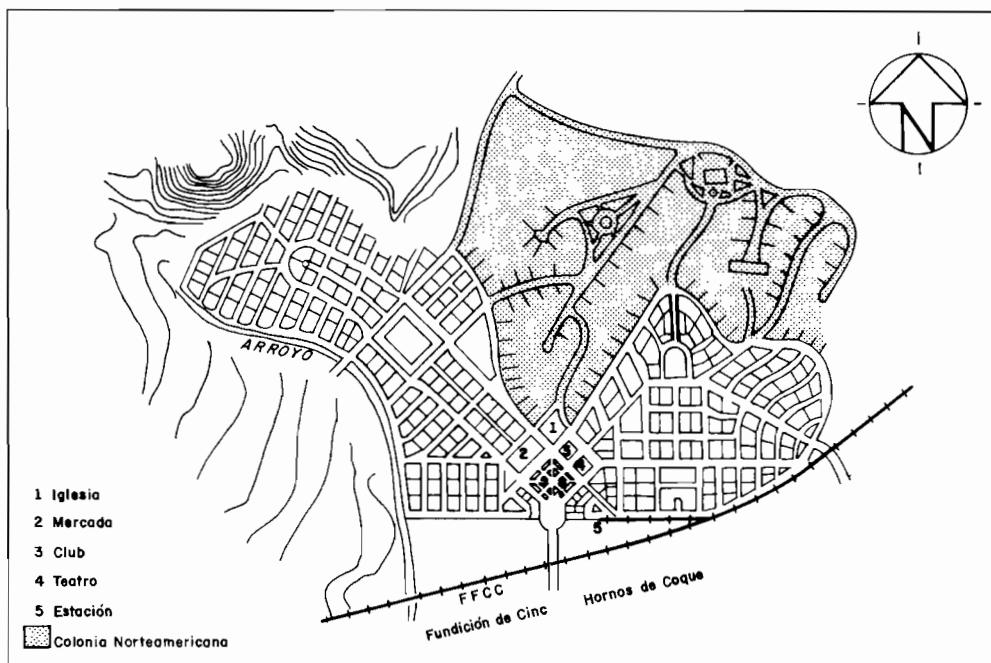 N
ARROYO
1
2
3
4
5
1 Iglesia
2 Mercada
3 Club
4 Teatro
5 Estación
Colonia Norteamericana
FFCC
Fundición de Cinc
Hornos de Coque